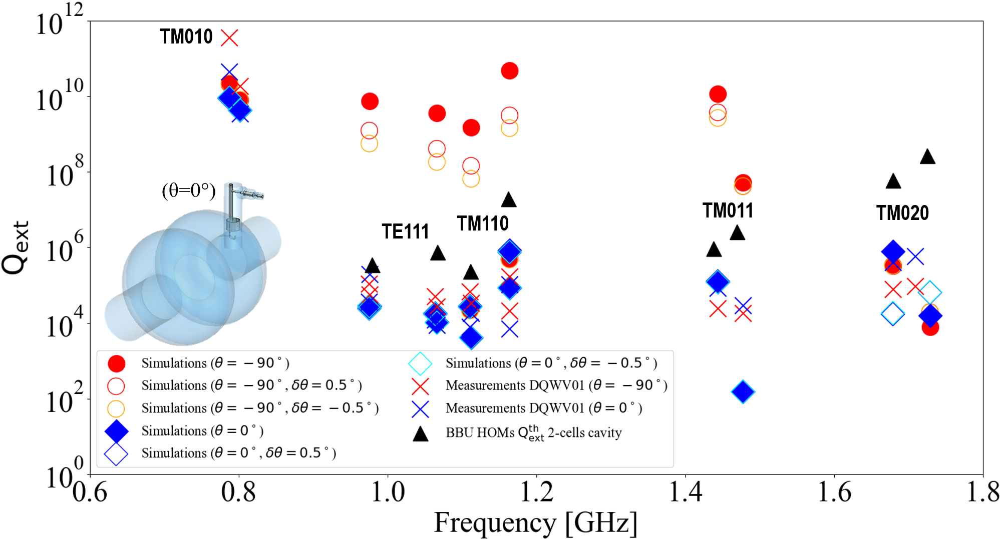 10^12
10^10
10^8
10^6
10^4
10^2
10^0
Q_ext
TM010
(θ=0°)
TE111
TM110
TM011
TM020
Simulations (θ = −90°)
Simulations (θ = −90°, δθ = 0.5°)
Simulations (θ = −90°, δθ = −0.5°)
Simulations (θ = 0°)
Simulations (θ = 0°, δθ = 0.5°)
Simulations (θ = 0°, δθ = −0.5°)
Measurements DQWV01 (θ = −90°)
Measurements DQWV01 (θ = 0°)
BBU HOMs Q_ext^th 2-cells cavity
0.6 0.8 1.0 1.2 1.4 1.6 1.8
Frequency [GHz]